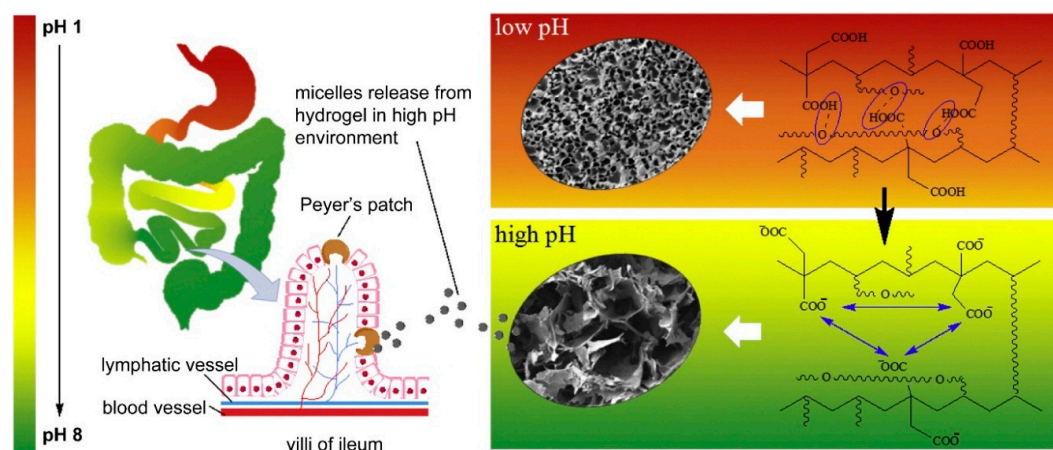 pH 1
micelles release from
hydrogel in high pH
environment
Peyer's patch
lymphatic vessel
blood vessel
pH 8
villi of ileum
low pH
COOH
COOH
COOH
HOOC
HOOC
O
O
O
COOH
high pH
⁻OOC
COO⁻
COO⁻
COO⁻
O
⁻OOC
O
O
COO⁻